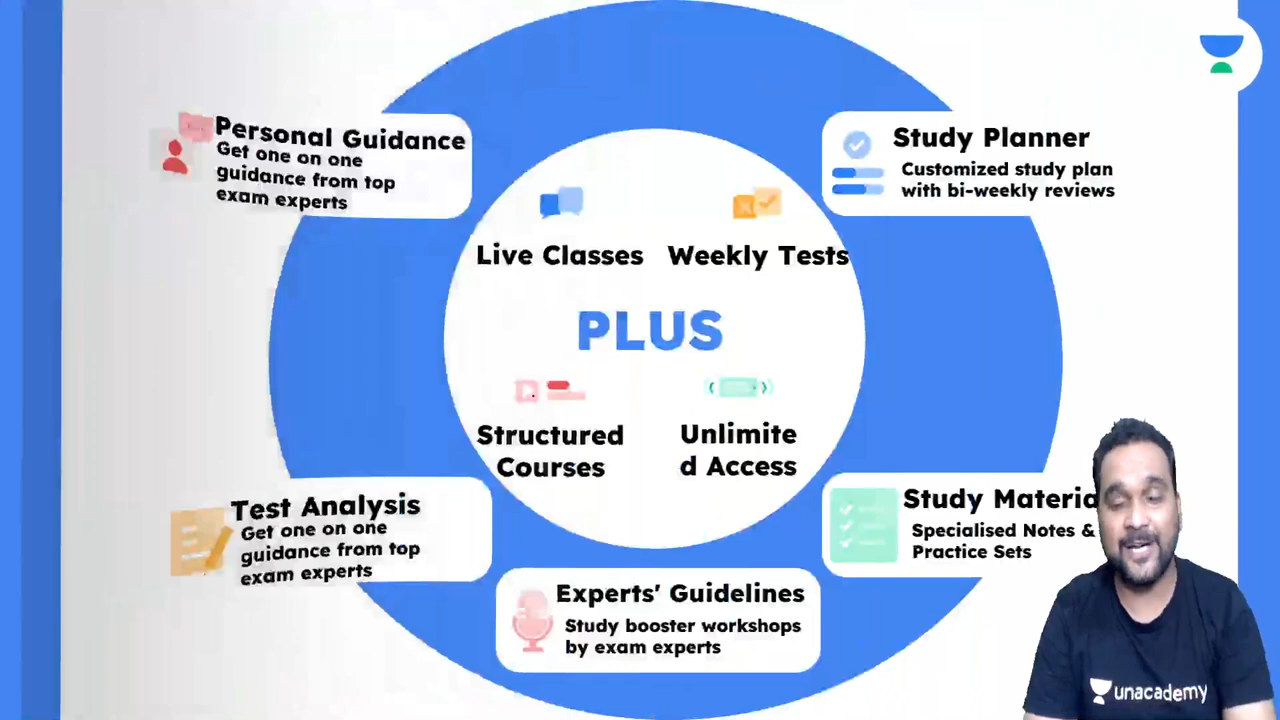 Personal Guidance
Get one on one
guidance from top
exam experts
Study Planner
Customized study plan
with bi-weekly reviews
Live Classes
Weekly Tests
PLUS
Structured
Courses
Unlimite
d Access
Test Analysis
Get one on one
guidance from top
exam experts
Study Materia
Specialised Notes &
Practice Sets
Experts' Guidelines
Study booster workshops
by exam experts
unacademy